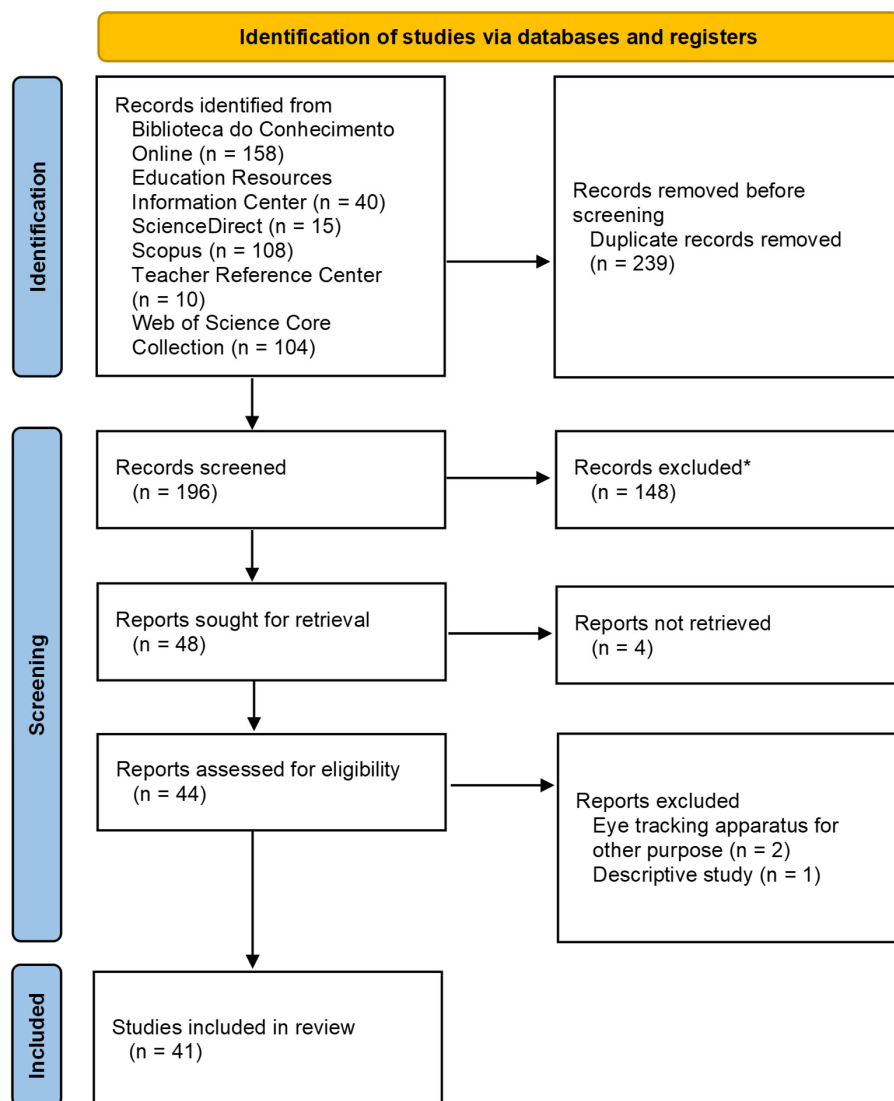 Identification of studies via databases and registers
Identification
Records identified from
Biblioteca do Conhecimento
Online (n = 158)
Education Resources
Information Center (n = 40)
ScienceDirect (n = 15)
Scopus (n = 108)
Teacher Reference Center
(n = 10)
Web of Science Core
Collection (n = 104)
Records removed before
screening
Duplicate records removed
(n = 239)
Screening
Records screened
(n = 196)
Records excluded*
(n = 148)
Reports sought for retrieval
(n = 48)
Reports not retrieved
(n = 4)
Reports assessed for eligibility
(n = 44)
Reports excluded
Eye tracking apparatus for
other purpose (n = 2)
Descriptive study (n = 1)
Included
Studies included in review
(n = 41)